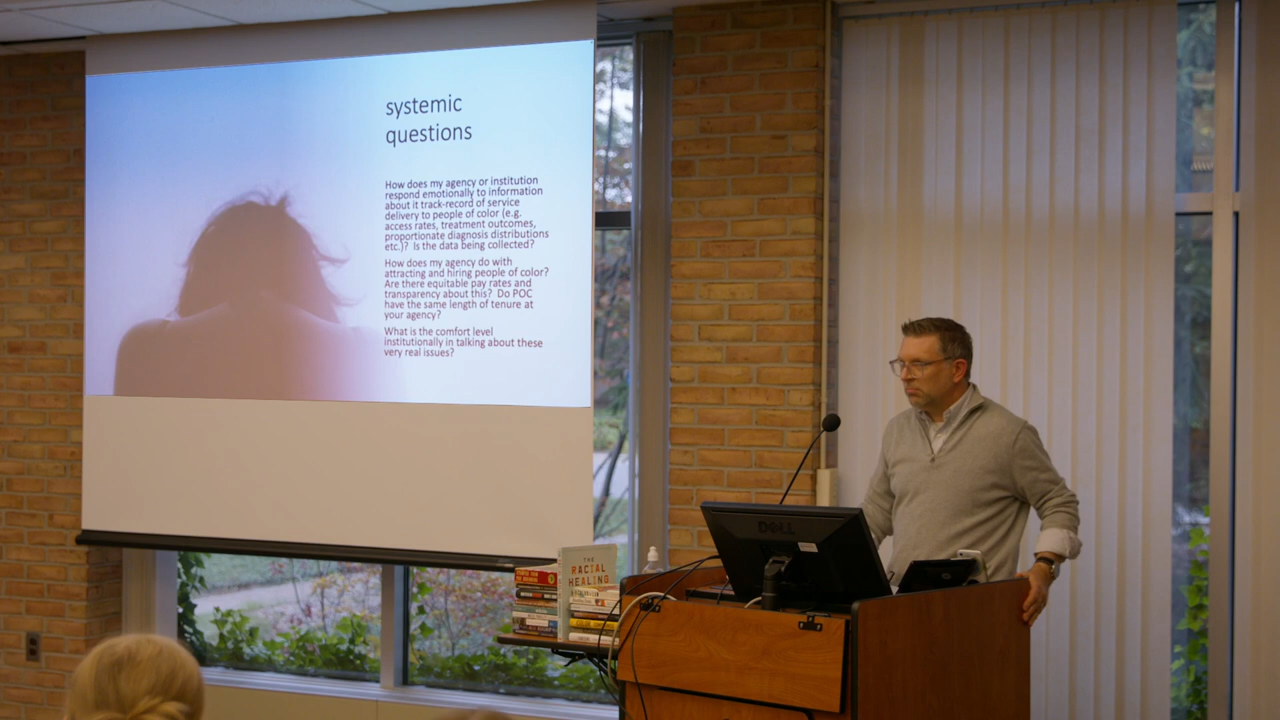 systemic
questions
How does my agency or institution
respond emotionally to information
about it track-record of service
delivery to people of color (e.g.
access rates, treatment outcomes,
proportionate diagnosis distributions
etc.)? Is the data being collected?
How does my agency do with
attracting and hiring people of color?
Are there equitable pay rates and
transparency about this? Do POC
have the same length of tenure at
your agency?
What is the comfort level
institutionally in talking about these
very real issues?
THE
RACIAL
HEALING
DELL